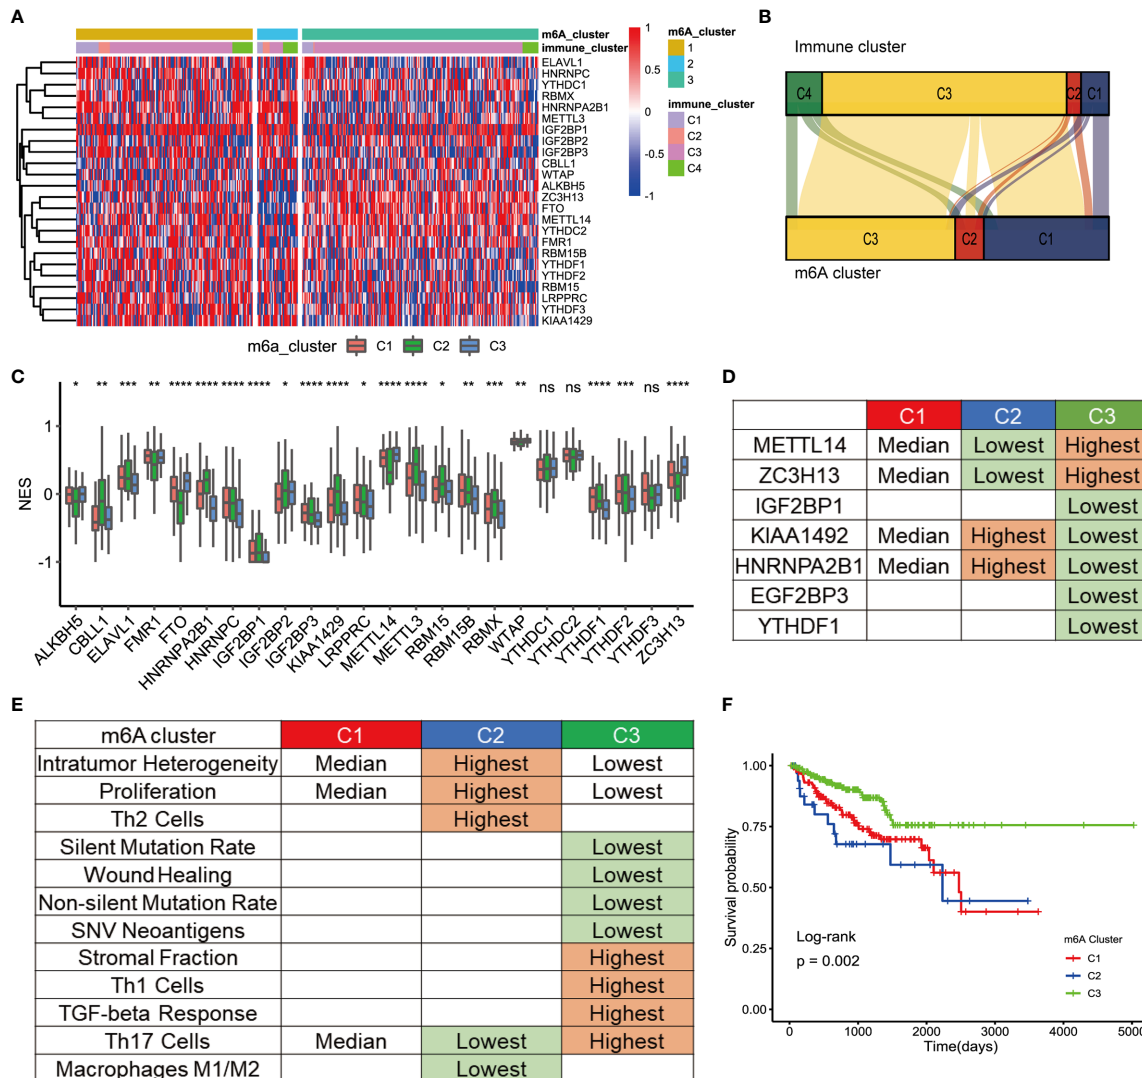 A
m6A_cluster
immune_cluster
ELAVL1
HNRNPC
YTHDC1
RBMX
HNRNPA2B1
METTL3
IGF2BP1
IGF2BP2
IGF2BP3
CBLL1
WTAP
ALKBH5
ZC3H13
FTO
METTL14
YTHDC2
FMR1
RBM15B
YTHDF1
YTHDF2
RBM15
LRPPRC
YTHDF3
KIAA1429
1
0.5
0
-0.5
-1
m6A_cluster
1
2
3
immune_cluster
C1
C2
C3
C4
B
Immune cluster
C4 C3 C2 C1
C3 C2 C1
m6A cluster
m6a_cluster C1 C2 C3
C
* ** *** ** **** **** **** **** * **** **** * **** **** * ** *** ** ns ns **** *** ns ****
NES
1
0
-1
ALKBH5
CBLL1
ELAVL1
FMR1
FTO
HNRNPA2B1
HNRNPC
IGF2BP1
IGF2BP2
IGF2BP3
KIAA1429
LRPPRC
METTL14
METTL3
RBM15
RBM15B
RBMX
WTAP
YTHDC1
YTHDC2
YTHDF1
YTHDF2
YTHDF3
ZC3H13
D
C1 C2 C3
METTL14 Median Lowest Highest
ZC3H13 Median Lowest Highest
IGF2BP1 Lowest
KIAA1492 Median Highest Lowest
HNRNPA2B1 Median Highest Lowest
EGF2BP3 Lowest
YTHDF1 Lowest
E
m6A cluster C1 C2 C3
Intratumor Heterogeneity Median Highest Lowest
Proliferation Median Highest Lowest
Th2 Cells Highest
Silent Mutation Rate Lowest
Wound Healing Lowest
Non-silent Mutation Rate Lowest
SNV Neoantigens Lowest
Stromal Fraction Highest
Th1 Cells Highest
TGF-beta Response Highest
Th17 Cells Median Lowest Highest
Macrophages M1/M2 Lowest
F
Survival probability
1.00
0.75
0.50
0.25
0.00
Log-rank
p = 0.002
m6A Cluster
C1
C2
C3
0 1000 2000 3000 4000 5000
Time(days)